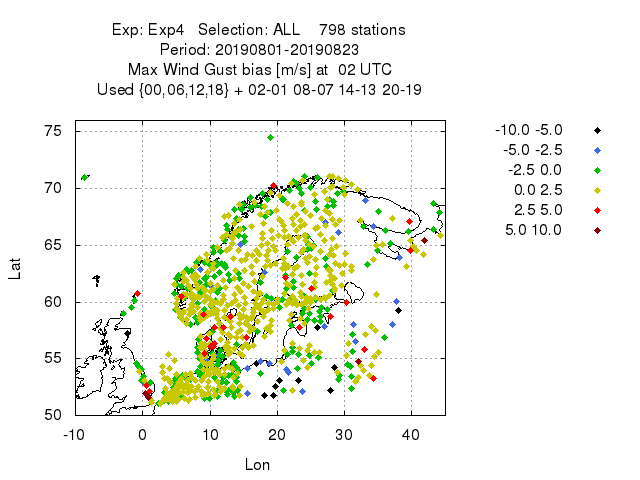 Exp: Exp4 Selection: ALL 798 stations
Period: 20190801-20190823
Max Wind Gust bias [m/s] at 02 UTC
Used {00,06,12,18} + 02-01 08-07 14-13 20-19
-10.0 -5.0
-5.0 -2.5
-2.5 0.0
0.0 2.5
2.5 5.0
5.0 10.0
75
70
65
60
55
50
Lat
-10 0 10 20 30 40
Lon